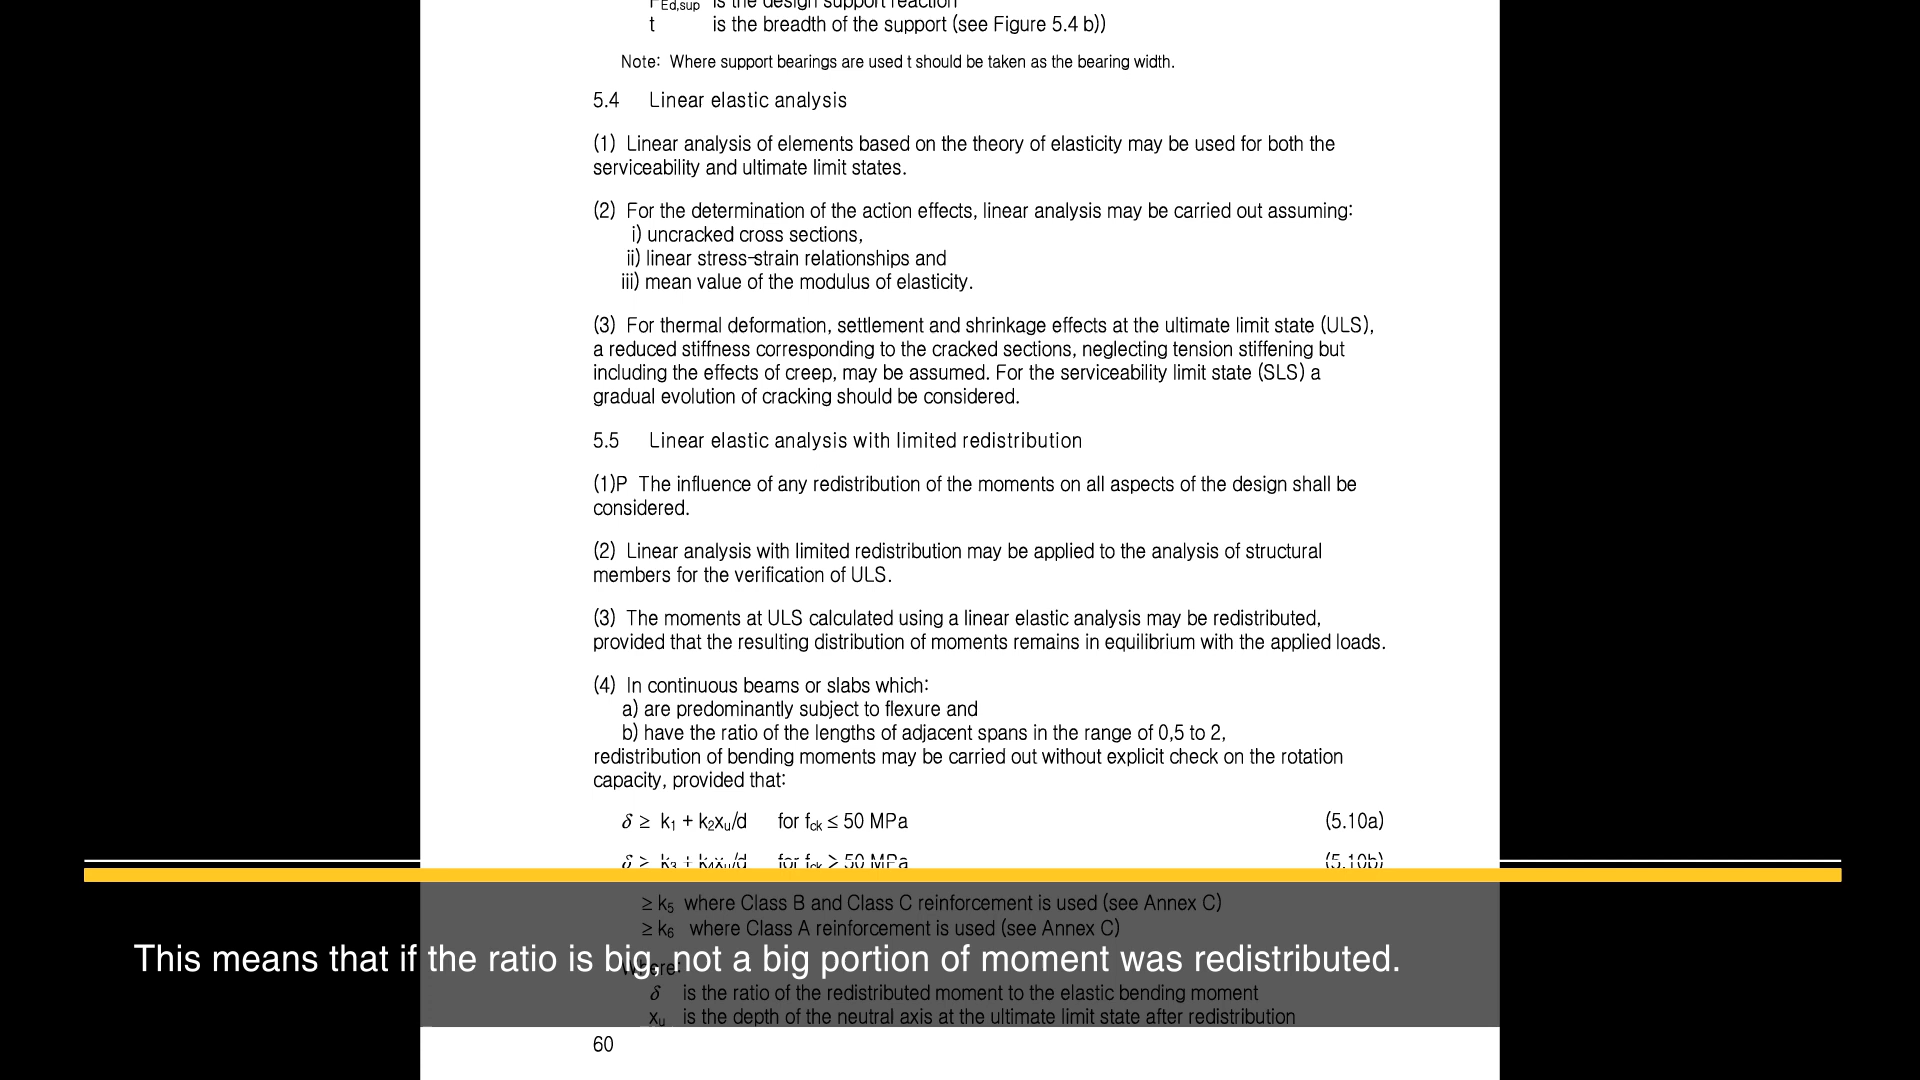 F_Ed,sup is the design support reaction
t is the breadth of the support (see Figure 5.4 b))
Note: Where support bearings are used t should be taken as the bearing width.
5.4 Linear elastic analysis
(1) Linear analysis of elements based on the theory of elasticity may be used for both the
serviceability and ultimate limit states.
(2) For the determination of the action effects, linear analysis may be carried out assuming:
i) uncracked cross sections,
ii) linear stress-strain relationships and
iii) mean value of the modulus of elasticity.
(3) For thermal deformation, settlement and shrinkage effects at the ultimate limit state (ULS),
a reduced stiffness corresponding to the cracked sections, neglecting tension stiffening but
including the effects of creep, may be assumed. For the serviceability limit state (SLS) a
gradual evolution of cracking should be considered.
5.5 Linear elastic analysis with limited redistribution
(1)P The influence of any redistribution of the moments on all aspects of the design shall be
considered.
(2) Linear analysis with limited redistribution may be applied to the analysis of structural
members for the verification of ULS.
(3) The moments at ULS calculated using a linear elastic analysis may be redistributed,
provided that the resulting distribution of moments remains in equilibrium with the applied loads.
(4) In continuous beams or slabs which:
a) are predominantly subject to flexure and
b) have the ratio of the lengths of adjacent spans in the range of 0,5 to 2,
redistribution of bending moments may be carried out without explicit check on the rotation
capacity, provided that:
δ ≥ k₁ + k₂xᵤ/d for f_ck ≤ 50 MPa (5.10a)
δ ≥ k₃ + k₄xᵤ/d for f_ck > 50 MPa (5.10b)
≥ k₅ where Class B and Class C reinforcement is used (see Annex C)
≥ k₆ where Class A reinforcement is used (see Annex C)
This means that if the ratio is big, not a big portion of moment was redistributed.
Where:
δ is the ratio of the redistributed moment to the elastic bending moment
xᵤ is the depth of the neutral axis at the ultimate limit state after redistribution
60